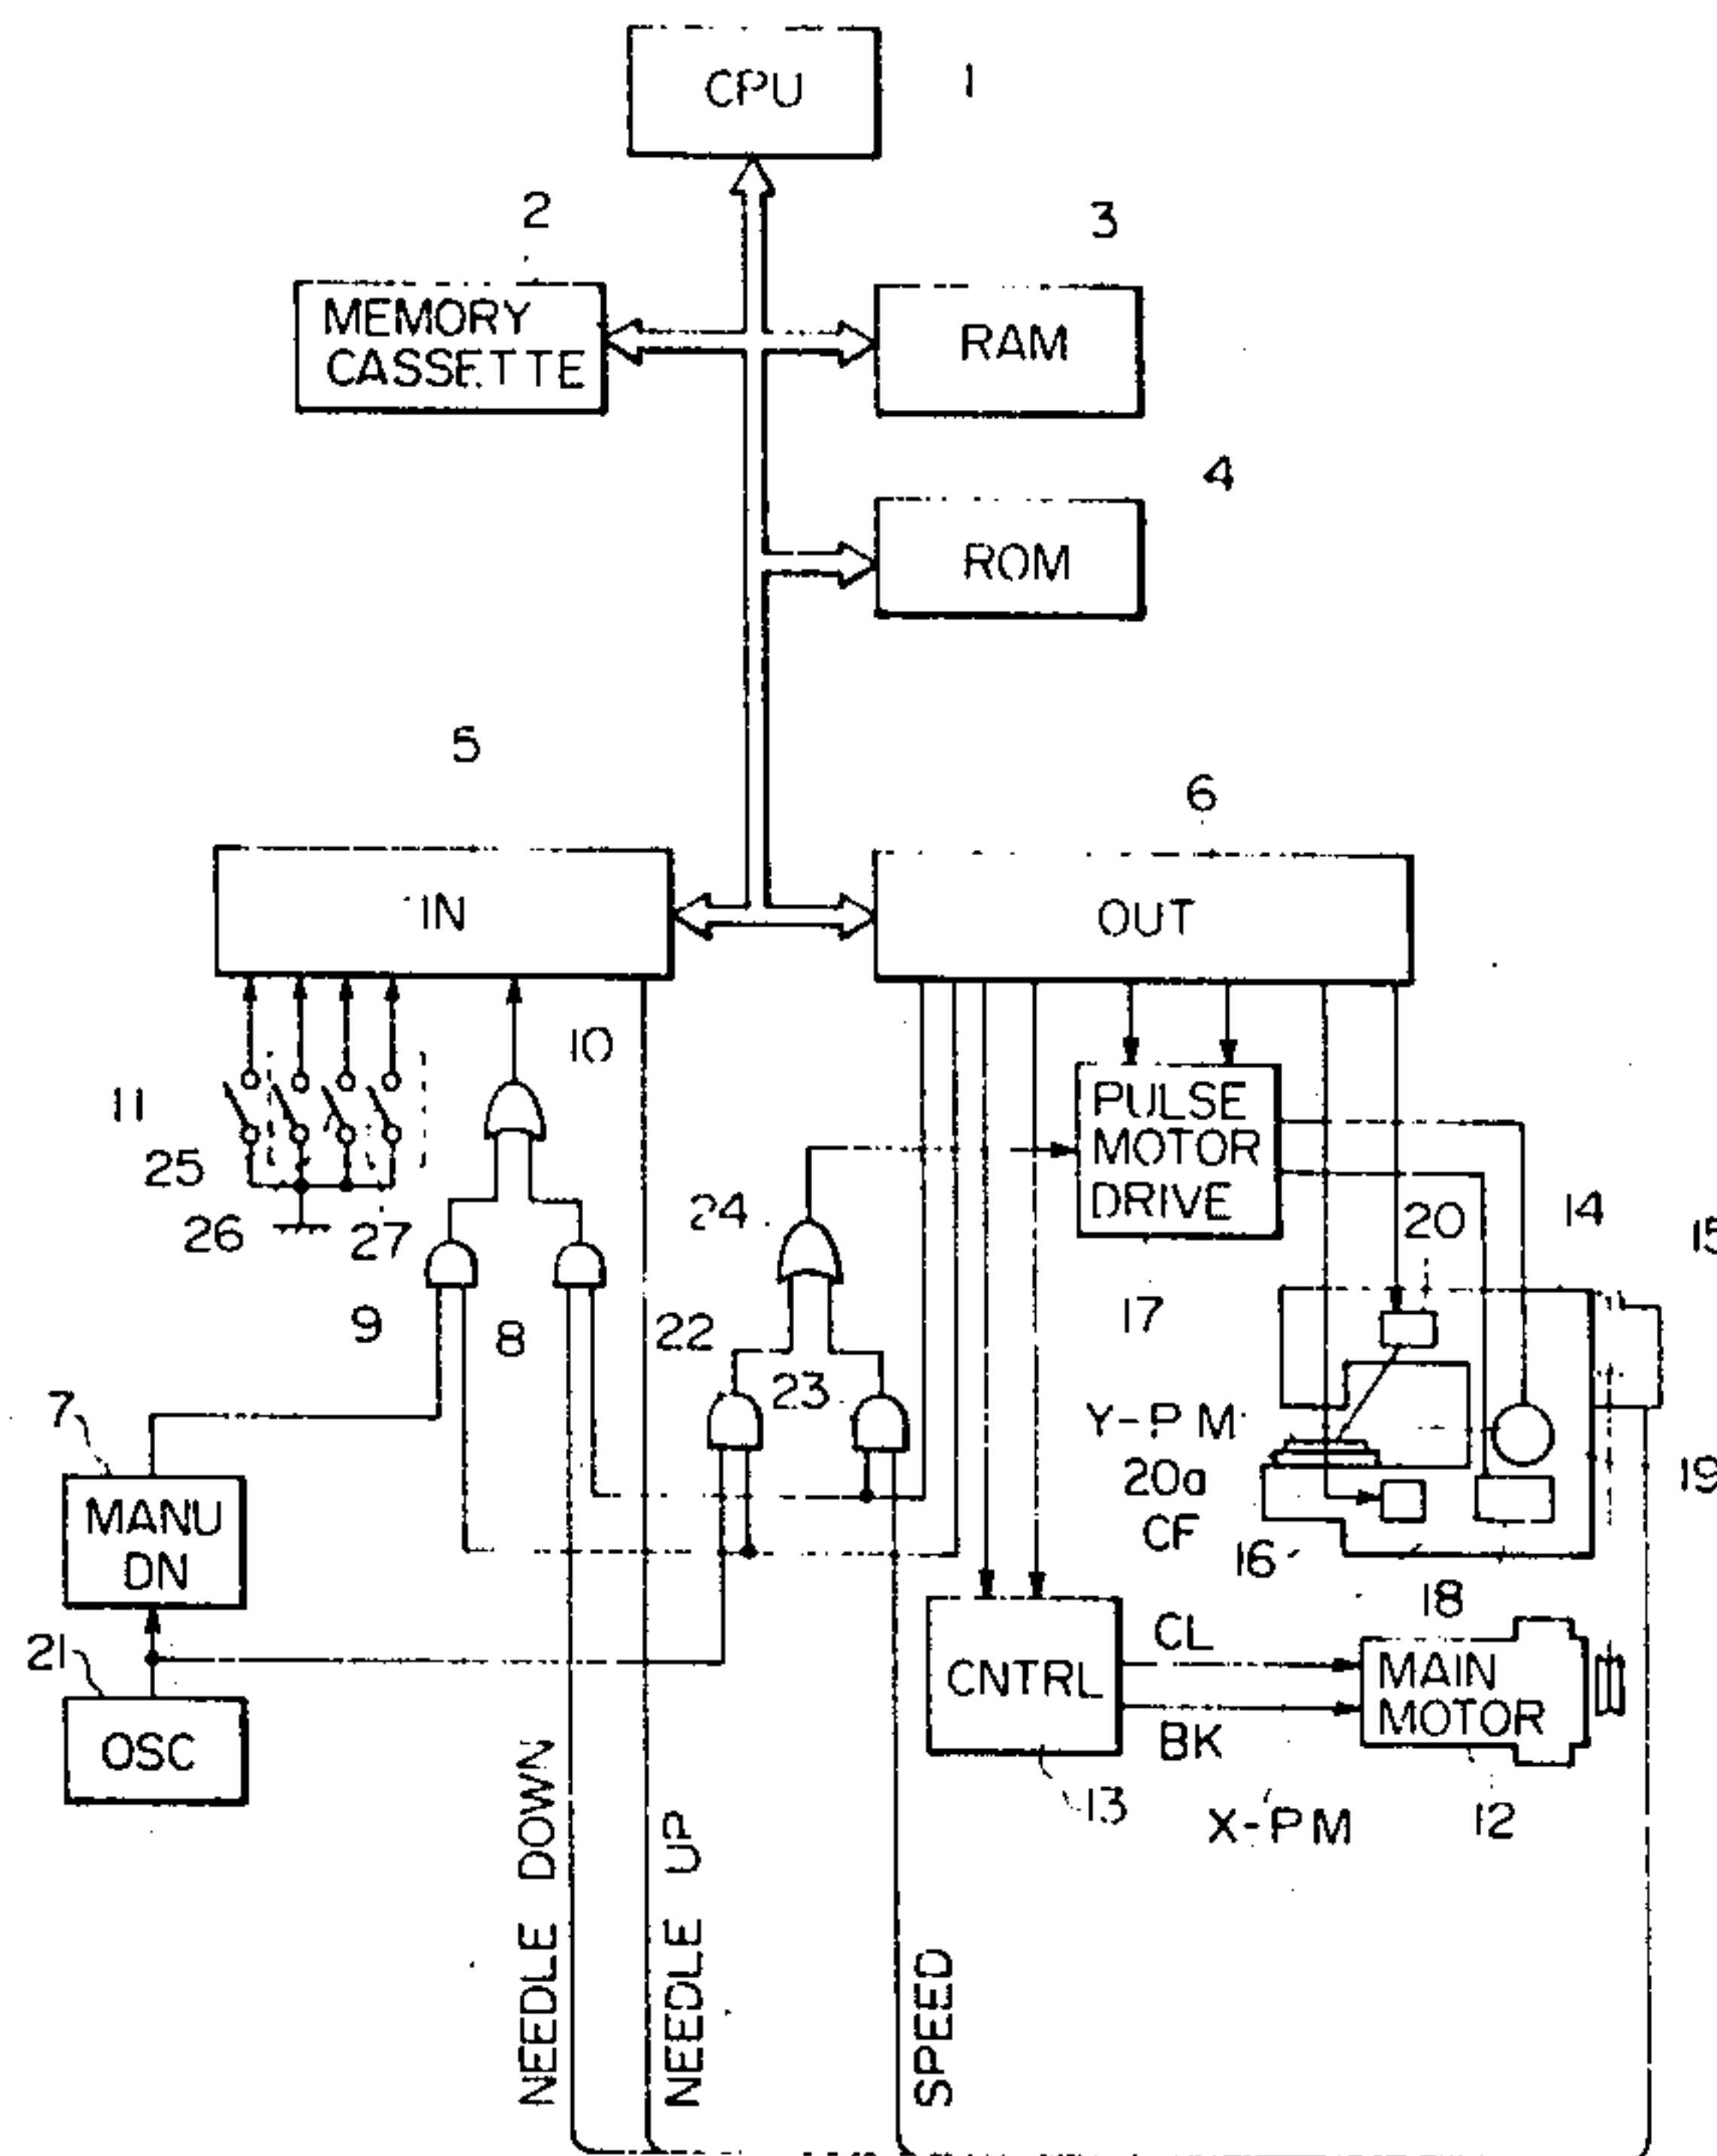 CPU
1
2
3
MEMORY
CASSETTE
RAM
4
ROM
5
6
IN
OUT
10
11
PULSE
MOTOR
DRIVE
25
24
20
14
15
26
27
9
8
22
17
23
7
Y-PM
20a
CF
19
MANU
DN
16
18
21
CL
CNTRL
MAIN
MOTOR
OSC
BK
13
X-PM
12
NEEDLE DOWN
NEEDLE UP
SPEED